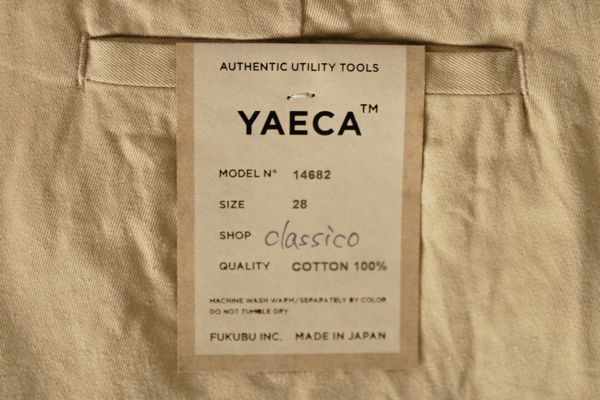 AUTHENTIC UTILITY TOOLS
YAECA™
MODEL N° 14682
SIZE 28
SHOP classico
QUALITY COTTON 100%
MACHINE WASH WARM/SEPARATELY BY COLOR
DO NOT TUMBLE DRY
FUKUBU INC. MADE IN JAPAN